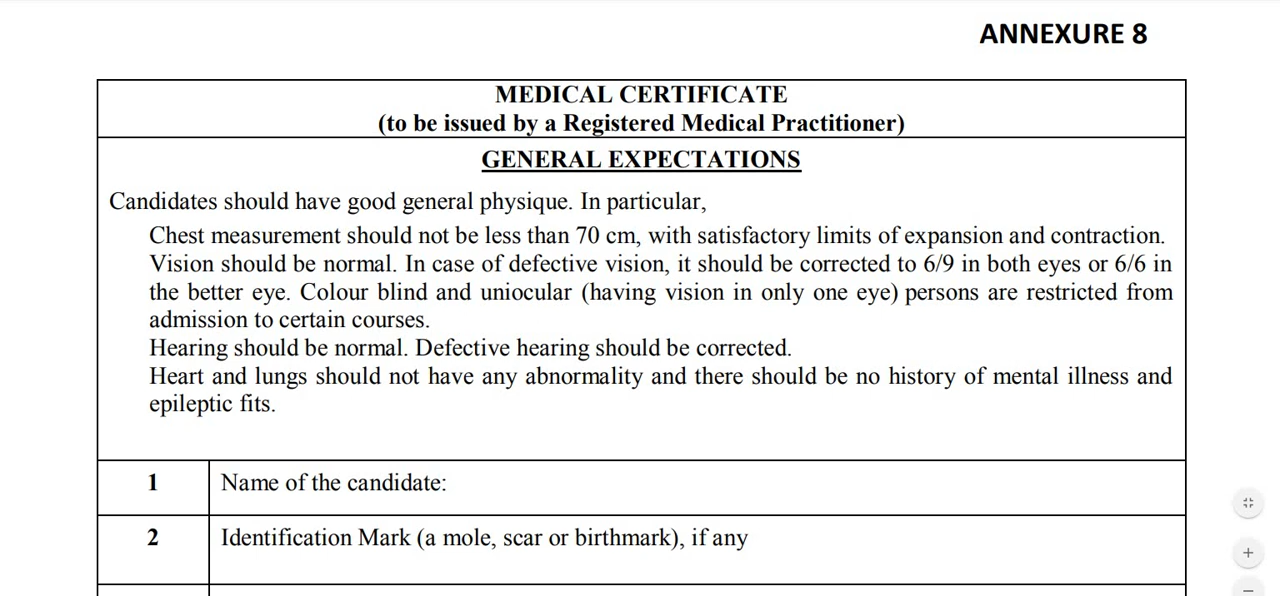 ANNEXURE 8
MEDICAL CERTIFICATE
(to be issued by a Registered Medical Practitioner)
GENERAL EXPECTATIONS
Candidates should have good general physique. In particular,
Chest measurement should not be less than 70 cm, with satisfactory limits of expansion and contraction.
Vision should be normal. In case of defective vision, it should be corrected to 6/9 in both eyes or 6/6 in
the better eye. Colour blind and uniocular (having vision in only one eye) persons are restricted from
admission to certain courses.
Hearing should be normal. Defective hearing should be corrected.
Heart and lungs should not have any abnormality and there should be no history of mental illness and
epileptic fits.
1 Name of the candidate:
2 Identification Mark (a mole, scar or birthmark), if any